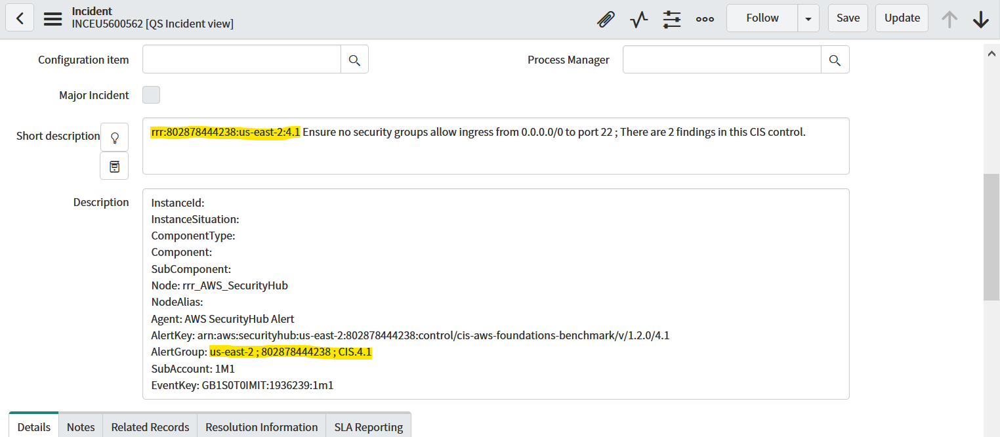 Incident
INCEU5600562 [QS Incident view]
Follow
Save
Update
Configuration item
Process Manager
Major Incident
Short description
rrr:802878444238:us-east-2:4.1 Ensure no security groups allow ingress from 0.0.0.0/0 to port 22 ; There are 2 findings in this CIS control.
Description
InstanceId:
InstanceSituation:
ComponentType:
Component:
SubComponent:
Node: rrr_AWS_SecurityHub
NodeAlias:
Agent: AWS SecurityHub Alert
AlertKey: arn:aws:securityhub:us-east-2:802878444238:control/cis-aws-foundations-benchmark/v/1.2.0/4.1
AlertGroup: us-east-2 ; 802878444238 ; CIS.4.1
SubAccount: 1M1
EventKey: GB1S0T0IMIT:1936239:1m1
Details
Notes
Related Records
Resolution Information
SLA Reporting